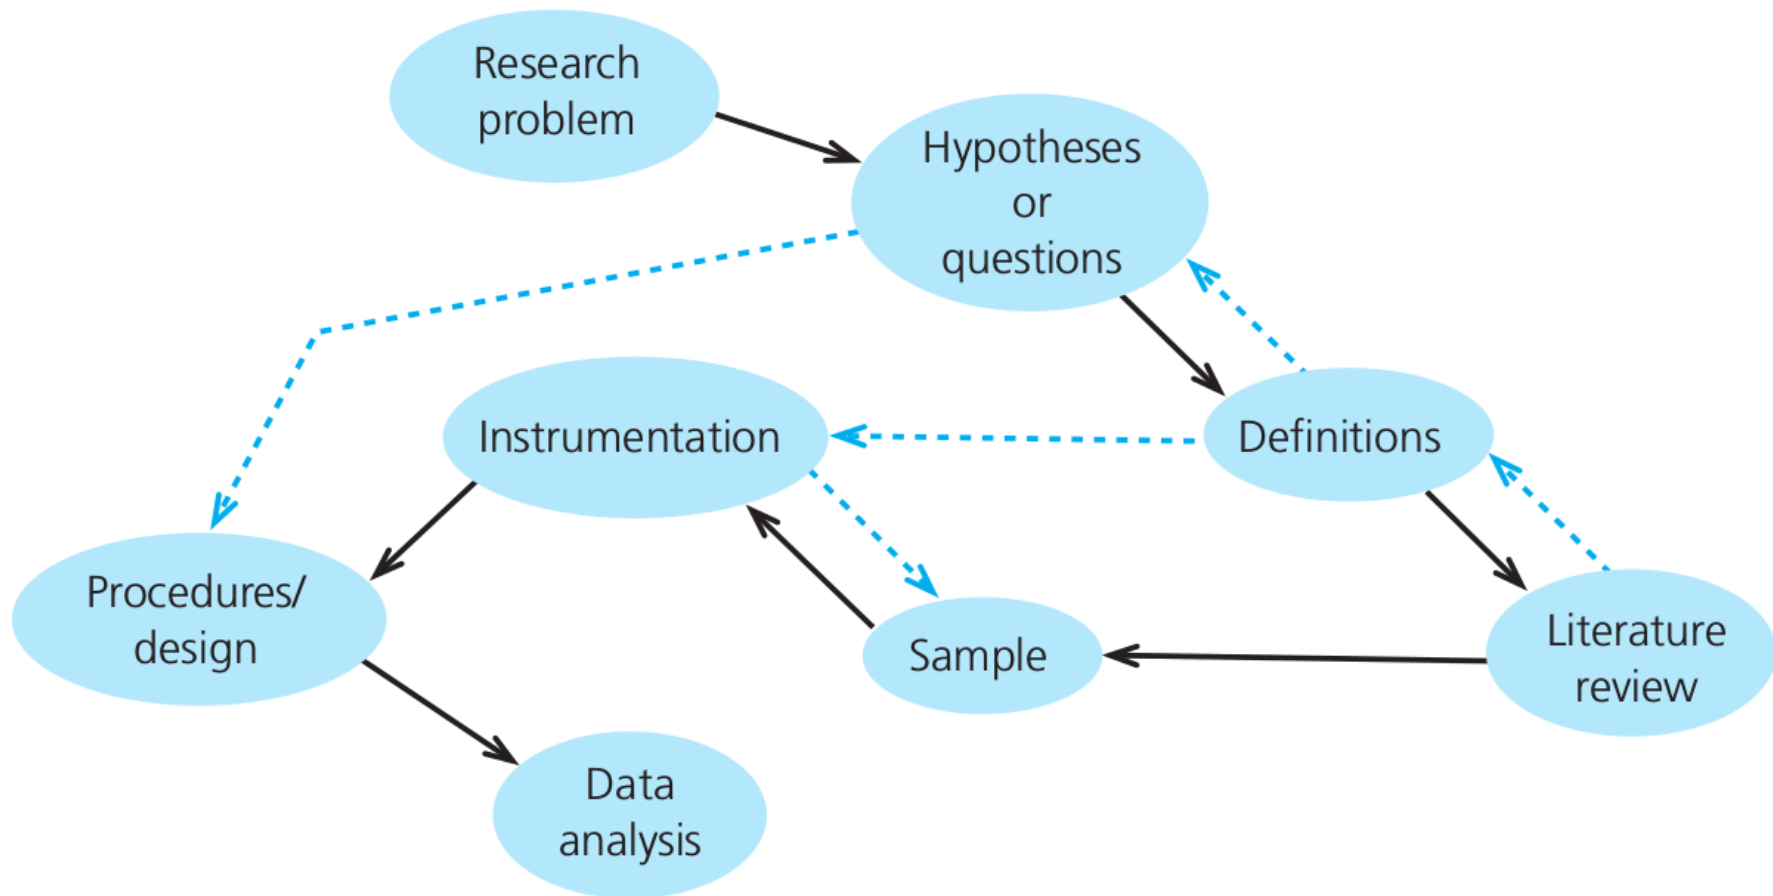 Research
problem
Hypotheses
or
questions
Instrumentation
Definitions
Procedures/
design
Sample
Literature
review
Data
analysis